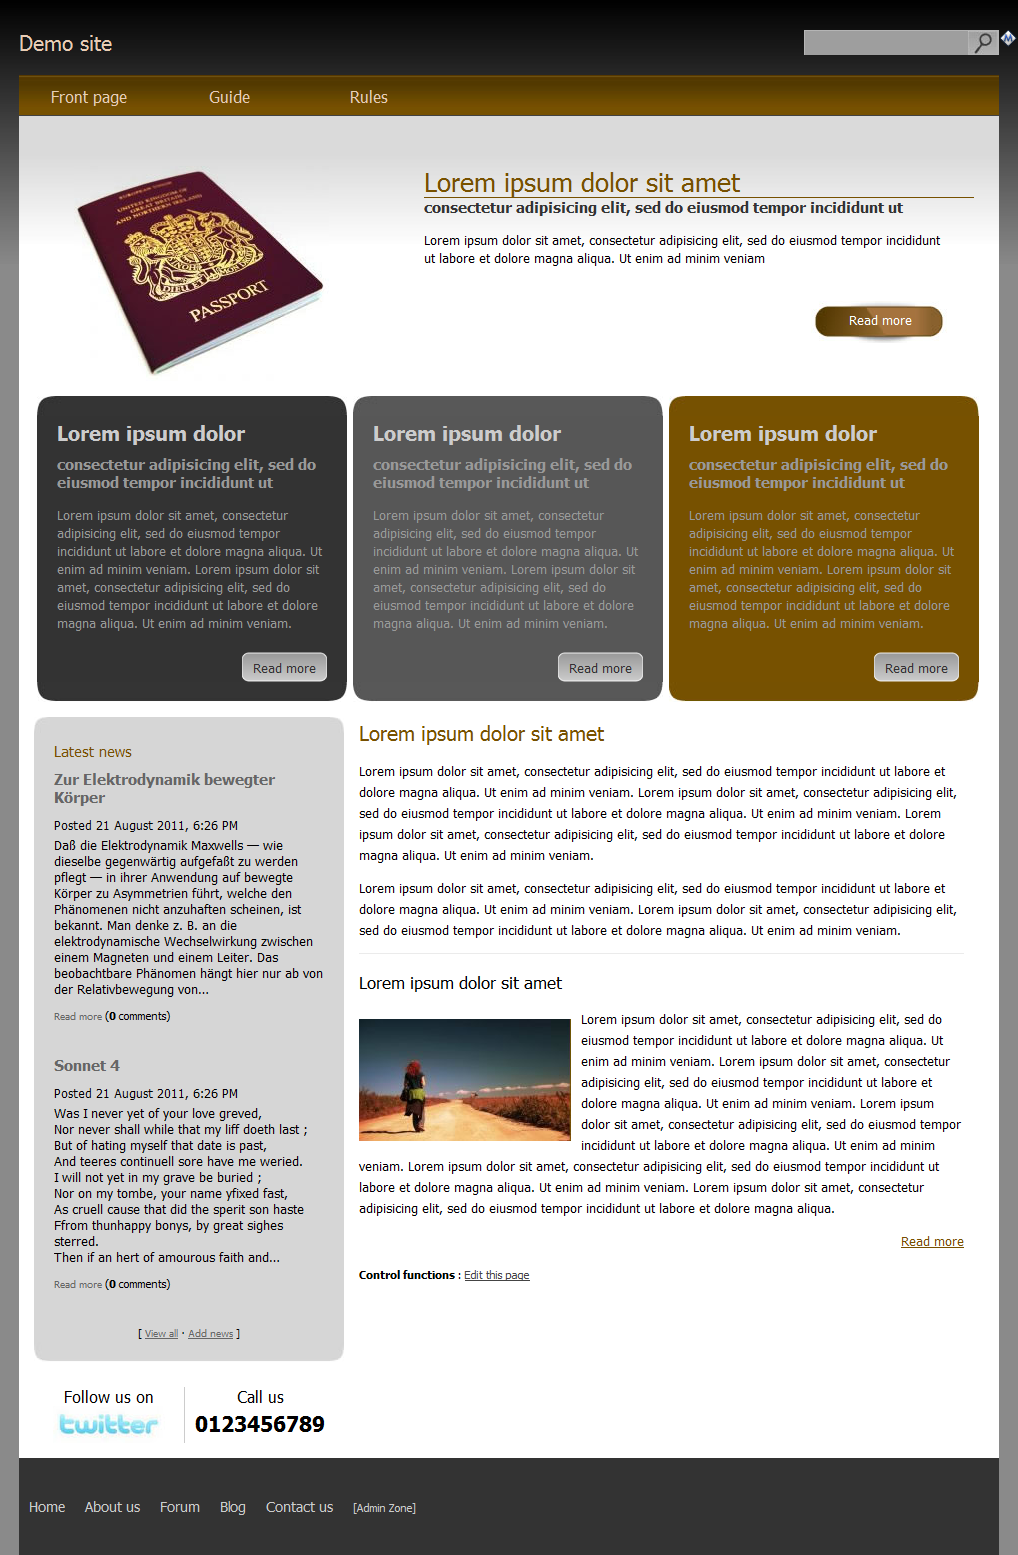 Demo site
Front page
Guide
Rules
EUROPEAN UNION
UNITED KINGDOM OF
GREAT BRITAIN
AND NORTHERN IRELAND
DIEU ET MON DROIT
PASSPORT
Lorem ipsum dolor sit amet
consectetur adipisicing elit, sed do eiusmod tempor incididunt ut
Lorem ipsum dolor sit amet, consectetur adipisicing elit, sed do eiusmod tempor incididunt
ut labore et dolore magna aliqua. Ut enim ad minim veniam
Read more
Lorem ipsum dolor
consectetur adipisicing elit, sed do
eiusmod tempor incididunt ut
Lorem ipsum dolor sit amet, consectetur
adipisicing elit, sed do eiusmod tempor
incididunt ut labore et dolore magna aliqua. Ut
enim ad minim veniam. Lorem ipsum dolor sit
amet, consectetur adipisicing elit, sed do
eiusmod tempor incididunt ut labore et dolore
magna aliqua. Ut enim ad minim veniam.
Read more
Lorem ipsum dolor
consectetur adipisicing elit, sed do
eiusmod tempor incididunt ut
Lorem ipsum dolor sit amet, consectetur
adipisicing elit, sed do eiusmod tempor
incididunt ut labore et dolore magna aliqua. Ut
enim ad minim veniam. Lorem ipsum dolor sit
amet, consectetur adipisicing elit, sed do
eiusmod tempor incididunt ut labore et dolore
magna aliqua. Ut enim ad minim veniam.
Read more
Lorem ipsum dolor
consectetur adipisicing elit, sed do
eiusmod tempor incididunt ut
Lorem ipsum dolor sit amet, consectetur
adipisicing elit, sed do eiusmod tempor
incididunt ut labore et dolore magna aliqua. Ut
enim ad minim veniam. Lorem ipsum dolor sit
amet, consectetur adipisicing elit, sed do
eiusmod tempor incididunt ut labore et dolore
magna aliqua. Ut enim ad minim veniam.
Read more
Latest news
Zur Elektrodynamik bewegter
Körper
Posted 21 August 2011, 6:26 PM
Daß die Elektrodynamik Maxwells — wie
dieselbe gegenwärtig aufgefaßt zu werden
pflegt — in ihrer Anwendung auf bewegte
Körper zu Asymmetrien führt, welche den
Phänomenen nicht anzuhaften scheinen, ist
bekannt. Man denke z. B. an die
elektrodynamische Wechselwirkung zwischen
einem Magneten und einem Leiter. Das
beobachtbare Phänomen hängt hier nur ab von
der Relativbewegung von...
Read more (0 comments)
Sonnet 4
Posted 21 August 2011, 6:26 PM
Was I never yet of your love greved,
Nor never shall while that my liff doeth last ;
But of hating myself that date is past,
And teeres continuell sore have me weried.
I will not yet in my grave be buried ;
Nor on my tombe, your name yfixed fast,
As cruell cause that did the sperit son haste
Ffrom thunhappy bonys, by great sighes
sterred.
Then if an hert of amourous faith and...
Read more (0 comments)
[ View all · Add news ]
Follow us on
twitter
Call us
0123456789
Lorem ipsum dolor sit amet
Lorem ipsum dolor sit amet, consectetur adipisicing elit, sed do eiusmod tempor incididunt ut labore et
dolore magna aliqua. Ut enim ad minim veniam. Lorem ipsum dolor sit amet, consectetur adipisicing elit,
sed do eiusmod tempor incididunt ut labore et dolore magna aliqua. Ut enim ad minim veniam. Lorem
ipsum dolor sit amet, consectetur adipisicing elit, sed do eiusmod tempor incididunt ut labore et dolore
magna aliqua. Ut enim ad minim veniam.
Lorem ipsum dolor sit amet, consectetur adipisicing elit, sed do eiusmod tempor incididunt ut labore et
dolore magna aliqua. Ut enim ad minim veniam. Lorem ipsum dolor sit amet, consectetur adipisicing elit,
sed do eiusmod tempor incididunt ut labore et dolore magna aliqua. Ut enim ad minim veniam.
Lorem ipsum dolor sit amet
Lorem ipsum dolor sit amet, consectetur adipisicing elit, sed do
eiusmod tempor incididunt ut labore et dolore magna aliqua. Ut
enim ad minim veniam. Lorem ipsum dolor sit amet, consectetur
adipisicing elit, sed do eiusmod tempor incididunt ut labore et
dolore magna aliqua. Ut enim ad minim veniam. Lorem ipsum
dolor sit amet, consectetur adipisicing elit, sed do eiusmod tempor
incididunt ut labore et dolore magna aliqua. Ut enim ad minim
veniam. Lorem ipsum dolor sit amet, consectetur adipisicing elit, sed do eiusmod tempor incididunt ut
labore et dolore magna aliqua. Ut enim ad minim veniam. Lorem ipsum dolor sit amet, consectetur
adipisicing elit, sed do eiusmod tempor incididunt ut labore et dolore magna aliqua.
Read more
Control functions : Edit this page
Home
About us
Forum
Blog
Contact us
[Admin Zone]